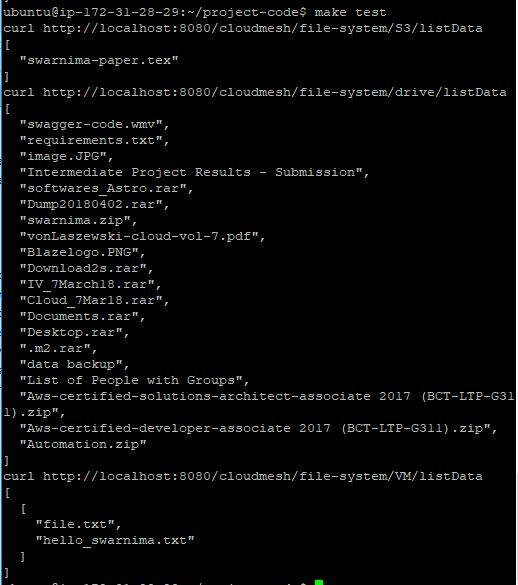 ubuntu@ip-172-31-28-29:~/project-code$ make test
curl http://localhost:8080/cloudmesh/file-system/S3/listData
[
  "swarnima-paper.tex"
]
curl http://localhost:8080/cloudmesh/file-system/drive/listData
[
  "swagger-code.wmv",
  "requirements.txt",
  "image.JPG",
  "Intermediate Project Results - Submission",
  "softwares_Astro.rar",
  "Dump20180402.rar",
  "swarnima.zip",
  "vonLaszewski-cloud-vol-7.pdf",
  "Blazelogo.PNG",
  "Download2s.rar",
  "IV_7March18.rar",
  "Cloud_7Mar18.rar",
  "Documents.rar",
  "Desktop.rar",
  ".m2.rar",
  "data backup",
  "List of People with Groups",
  "Aws-certified-solutions-architect-associate 2017 (BCT-LTP-G31
1).zip",
  "Aws-certified-developer-associate 2017 (BCT-LTP-G311).zip",
  "Automation.zip"
]
curl http://localhost:8080/cloudmesh/file-system/VM/listData
[
  [
    "file.txt",
    "hello_swarnima.txt"
  ]
]